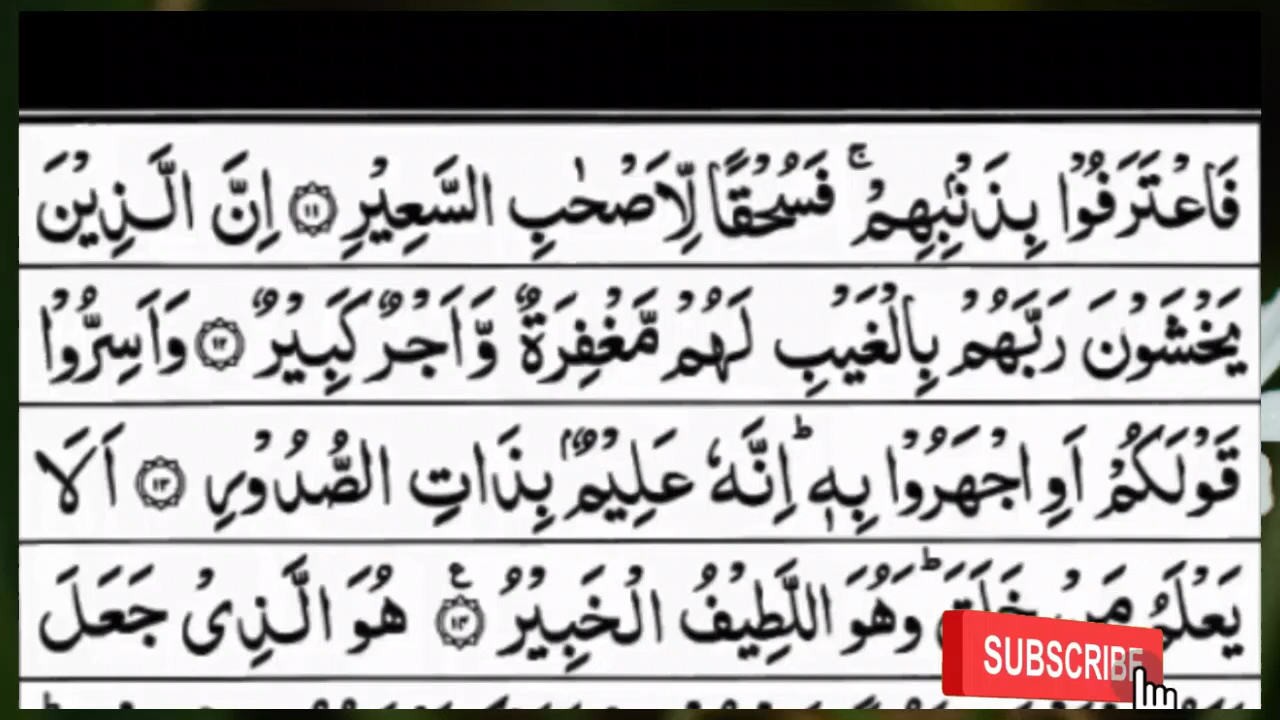 فَاعۡتَرَفُوۡا بِذَنۡۢبِهِمۡ‌ۚ فَسُحۡقًا لِّاَصۡحٰبِ السَّعِيۡرِ ﴿۱۱﴾ اِنَّ الَّذِيۡنَ
يَخۡشَوۡنَ رَبَّهُمۡ بِالۡغَيۡبِ لَهُمۡ مَّغۡفِرَةٌ وَّاَجۡرٌ كَبِيۡرٌ ﴿۱۲﴾ وَاَسِرُّوۡا
قَوۡلَكُمۡ اَوِ اجۡهَرُوۡا بِهٖؕ اِنَّهٗ عَلِيۡمٌۢ بِذَاتِ الصُّدُوۡرِ ﴿۱۳﴾ اَلَا
يَعۡلَمُ مَنۡ خَلَقَؕ وَهُوَ اللَّطِيۡفُ الۡخَبِيۡرُ ﴿۱۴﴾ ع هُوَ الَّذِىۡ جَعَلَ
SUBSCRIBE